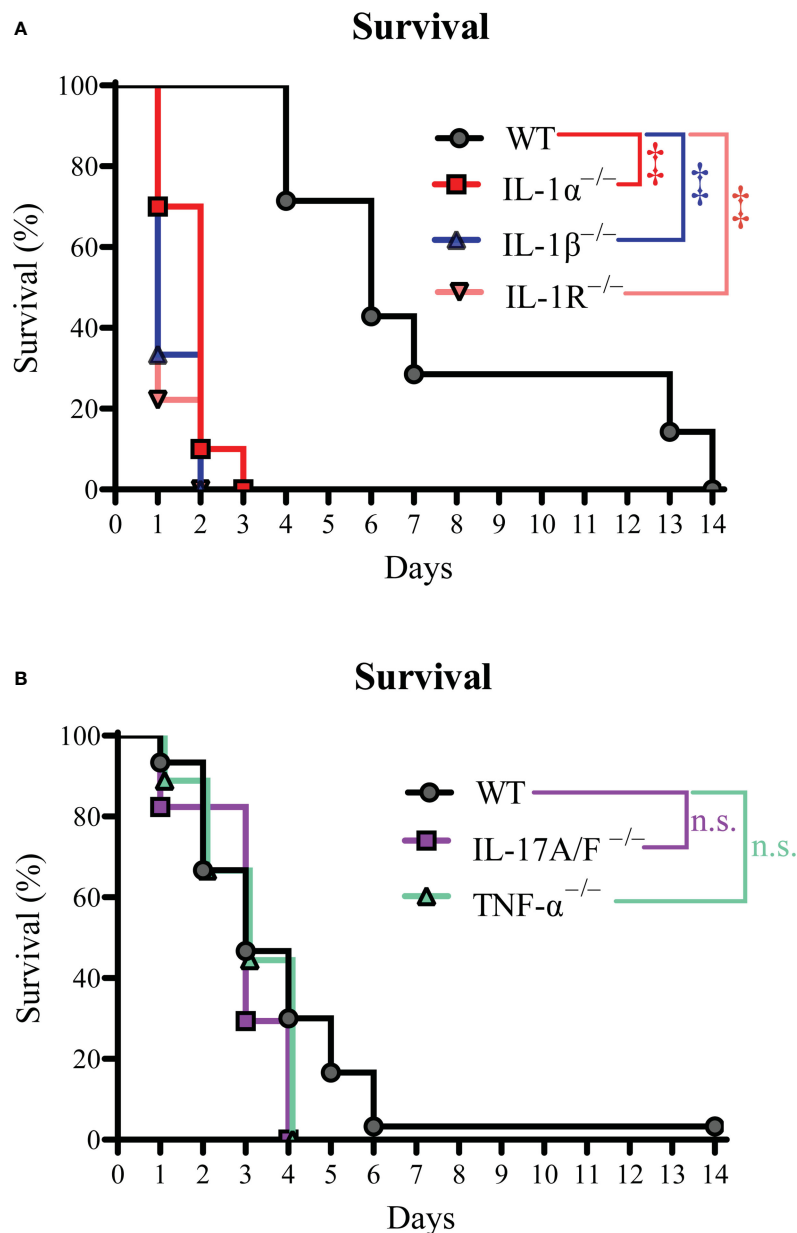 A
Survival
Survival (%)
100
80
60
40
20
0
WT
IL-1α−/−
IL-1β−/−
IL-1R−/−
‡‡
‡‡
‡‡
0 1 2 3 4 5 6 7 8 9 10 11 12 13 14
Days
B
Survival
Survival (%)
100
80
60
40
20
0
WT
IL-17A/F −/−
TNF-α−/−
n.s.
n.s.
0 1 2 3 4 5 6 7 8 9 10 11 12 13 14
Days